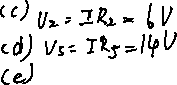 (c) V₂ = IR₂ = 6V
(d) V₅ = IR₅ = 14V
(e)